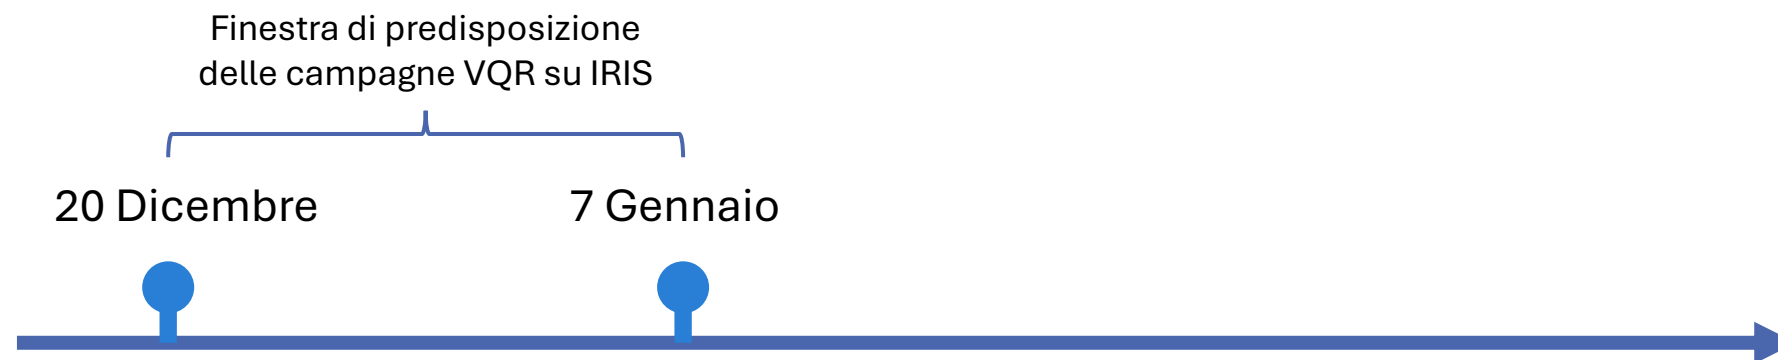 Finestra di predisposizione
delle campagne VQR su IRIS
20 Dicembre
7 Gennaio